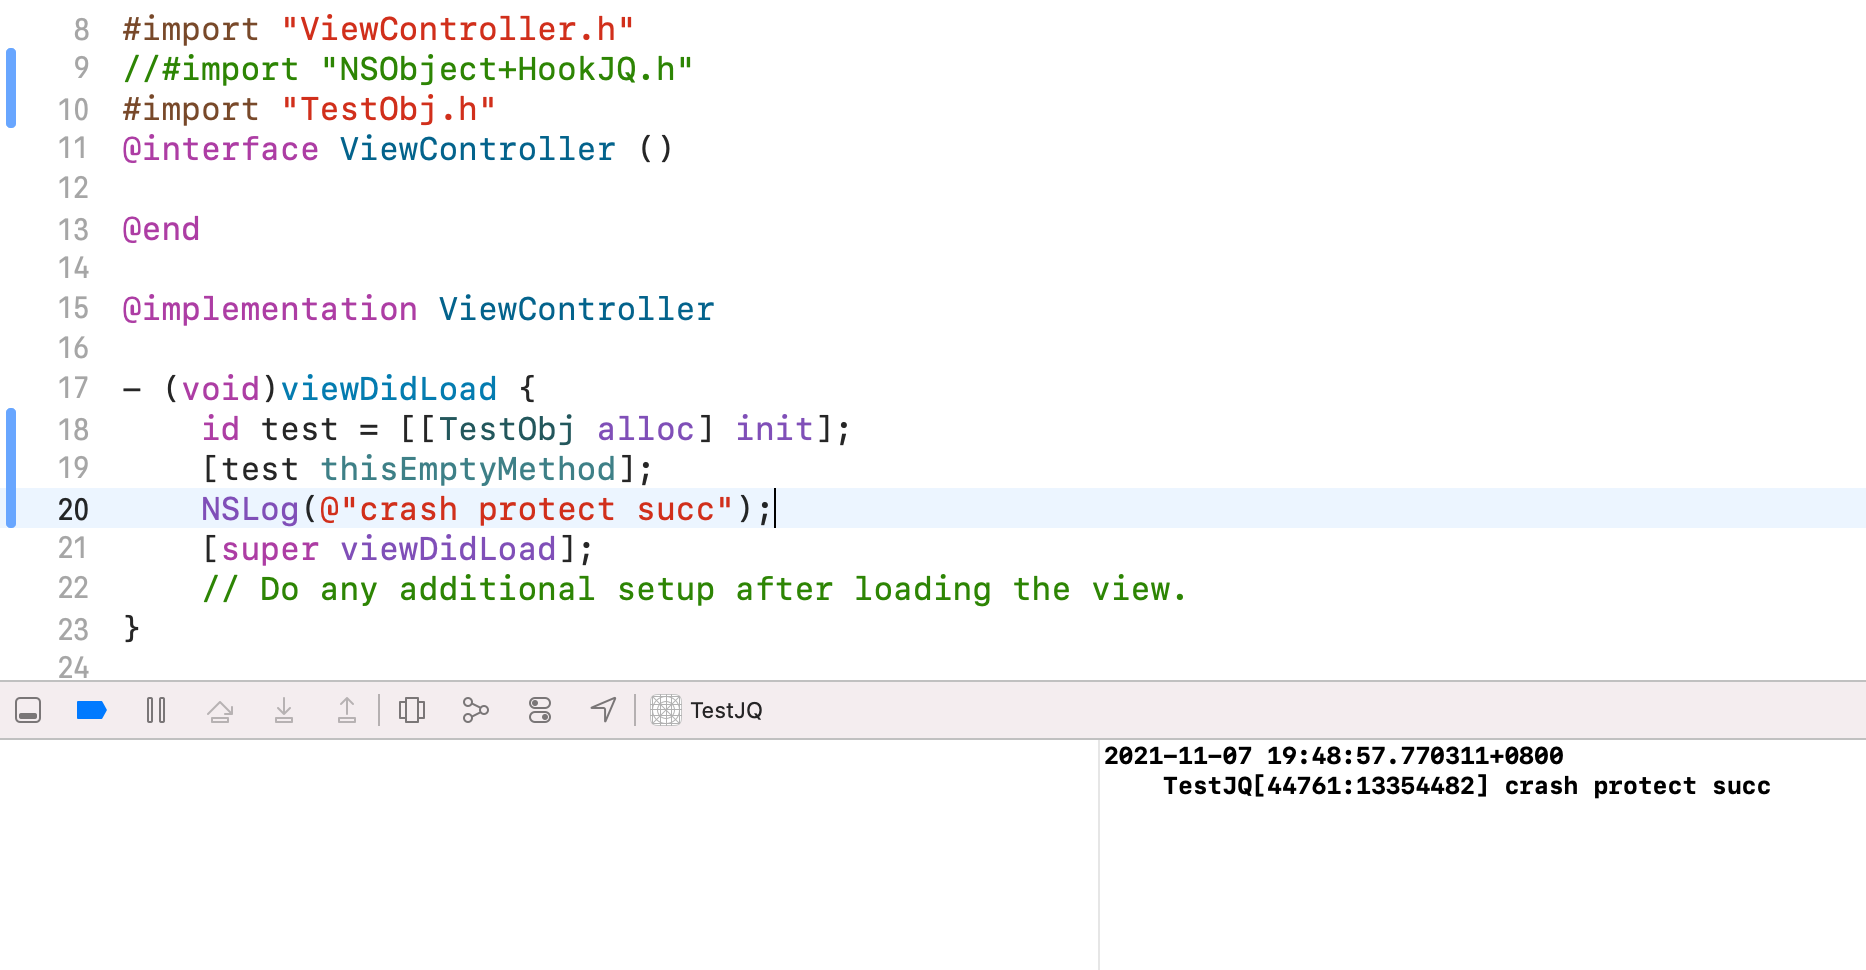 8 #import "ViewController.h"
9 //#import "NSObject+HookJQ.h"
10 #import "TestObj.h"
11 @interface ViewController ()
12
13 @end
14
15 @implementation ViewController
16
17 - (void)viewDidLoad {
18 id test = [[TestObj alloc] init];
19 [test thisEmptyMethod];
20 NSLog(@"crash protect succ");
21 [super viewDidLoad];
22 // Do any additional setup after loading the view.
23 }
24
TestJQ
2021-11-07 19:48:57.770311+0800
TestJQ[44761:13354482] crash protect succ